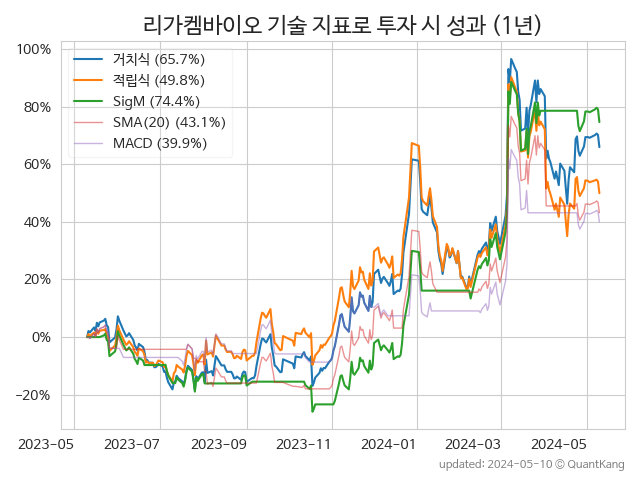 리가켐바이오 기술 지표로 투자 시 성과 (1년)
100%
80%
60%
40%
20%
0%
−20%
거치식 (65.7%)
적립식 (49.8%)
SigM (74.4%)
SMA(20) (43.1%)
MACD (39.9%)
2023-05
2023-07
2023-09
2023-11
2024-01
2024-03
2024-05
updated: 2024-05-10 © QuantKang